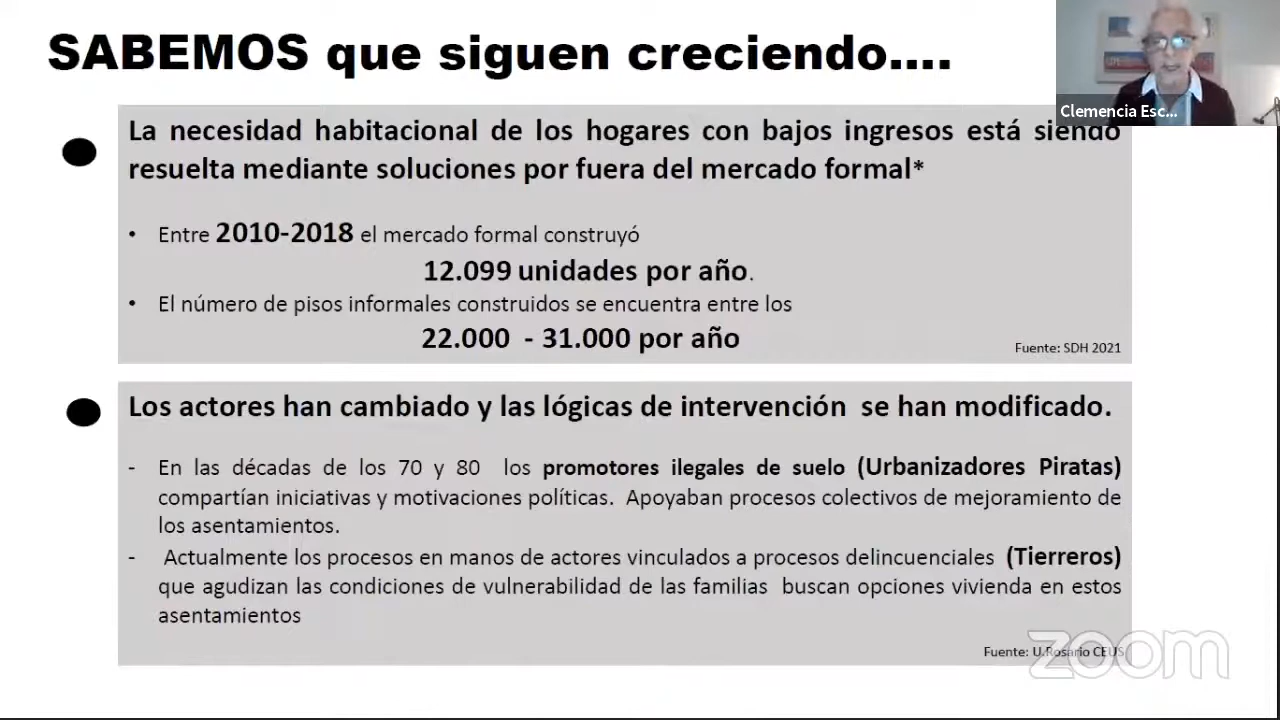 SABEMOS que siguen creciendo....
Clemencia Esc...
La necesidad habitacional de los hogares con bajos ingresos está siendo
resuelta mediante soluciones por fuera del mercado formal*
• Entre 2010-2018 el mercado formal construyó
12.099 unidades por año.
• El número de pisos informales construidos se encuentra entre los
22.000 - 31.000 por año
Fuente: SDH 2021
Los actores han cambiado y las lógicas de intervención se han modificado.
- En las décadas de los 70 y 80 los promotores ilegales de suelo (Urbanizadores Piratas)
compartían iniciativas y motivaciones políticas. Apoyaban procesos colectivos de mejoramiento de
los asentamientos.
- Actualmente los procesos en manos de actores vinculados a procesos delincuenciales (Tierreros)
que agudizan las condiciones de vulnerabilidad de las familias buscan opciones vivienda en estos
asentamientos
Fuente: U.Rosario CEUS
zoom